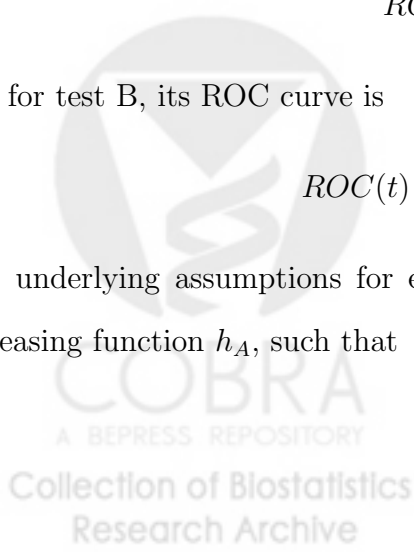 RO
for test B, its ROC curve is
ROC(t)
underlying assumptions for e
easing function h_A, such that
COBRA
A BEPRESS REPOSITORY
Collection of Biostatistics
Research Archive